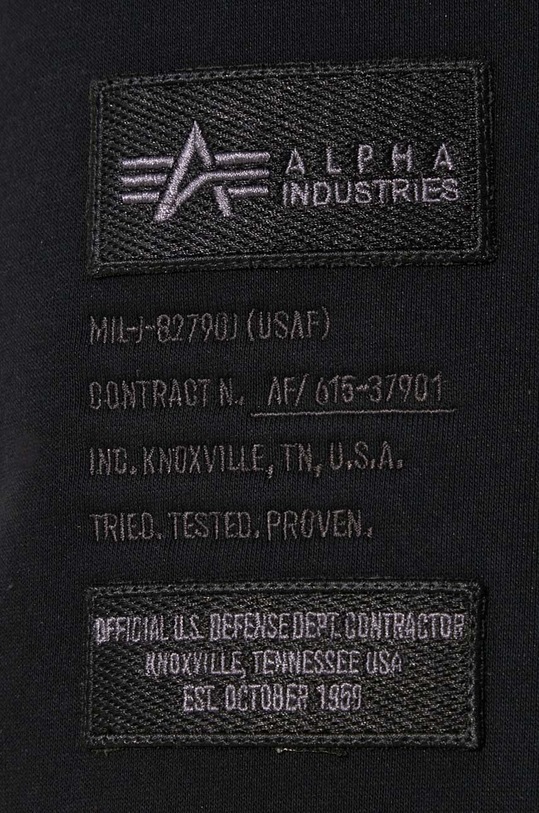 ALPHA
INDUSTRIES
MIL-J-82790J (USAF)
CONTRACT N., AF/ 615-37901
INC. KNOXVILLE, TN, U.S.A.
TRIED. TESTED. PROVEN.
OFFICIAL U.S. DEFENSE DEPT. CONTRACTOR
KNOXVILLE, TENNESSEE USA
EST. OCTOBER 1959